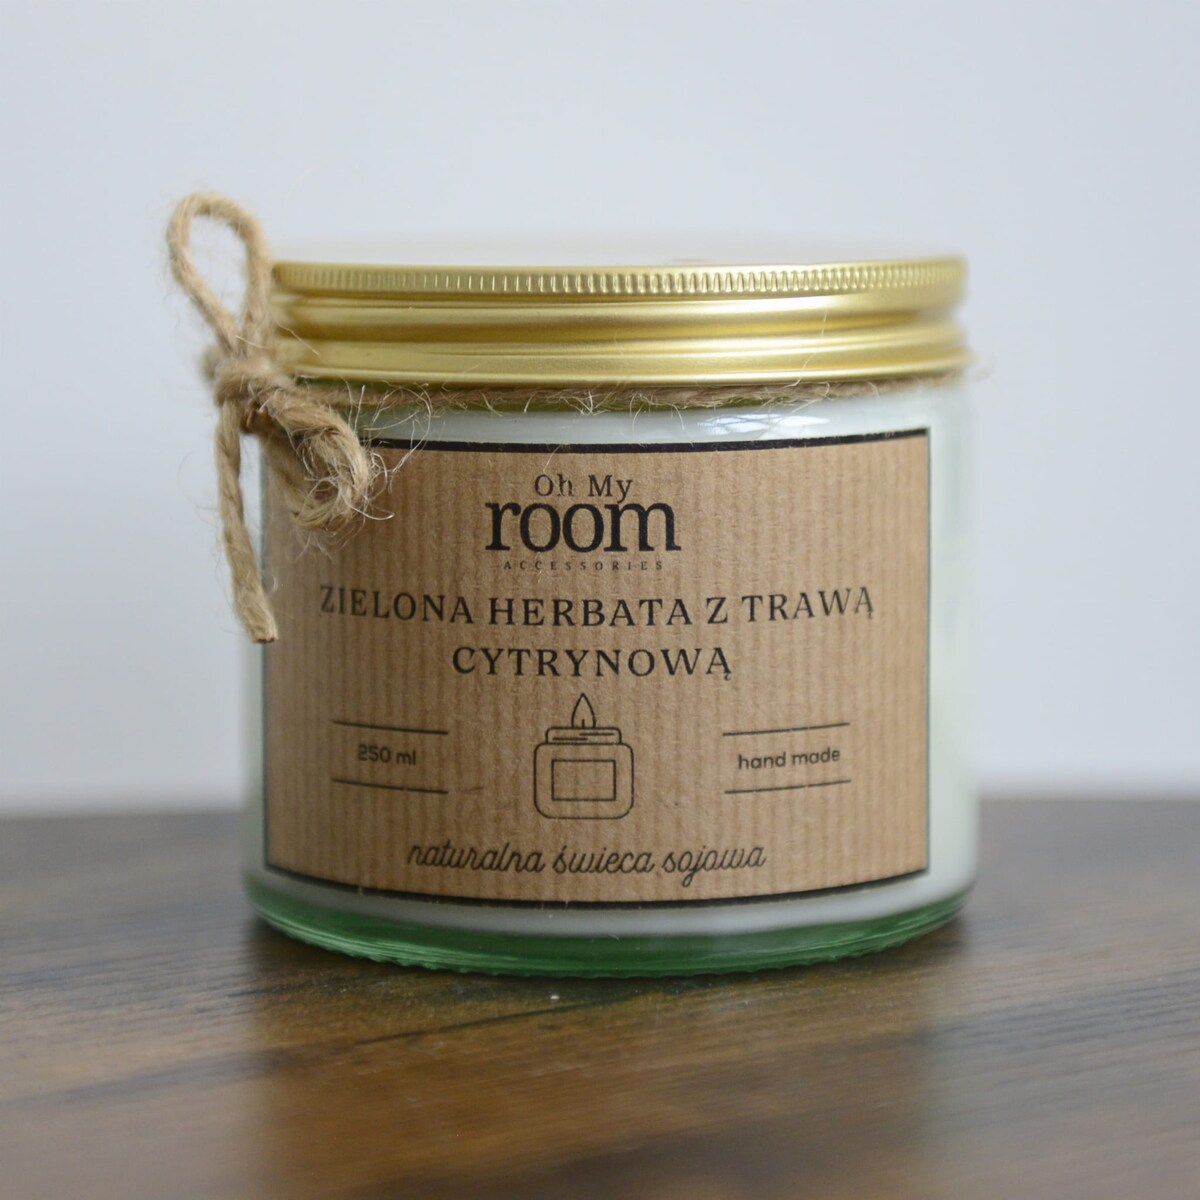 Oh My
room
ACCESSORIES
ZIELONA HERBATA Z TRAWĄ
CYTRYNOWĄ
250 ml
hand made
naturalna świeca sojowa